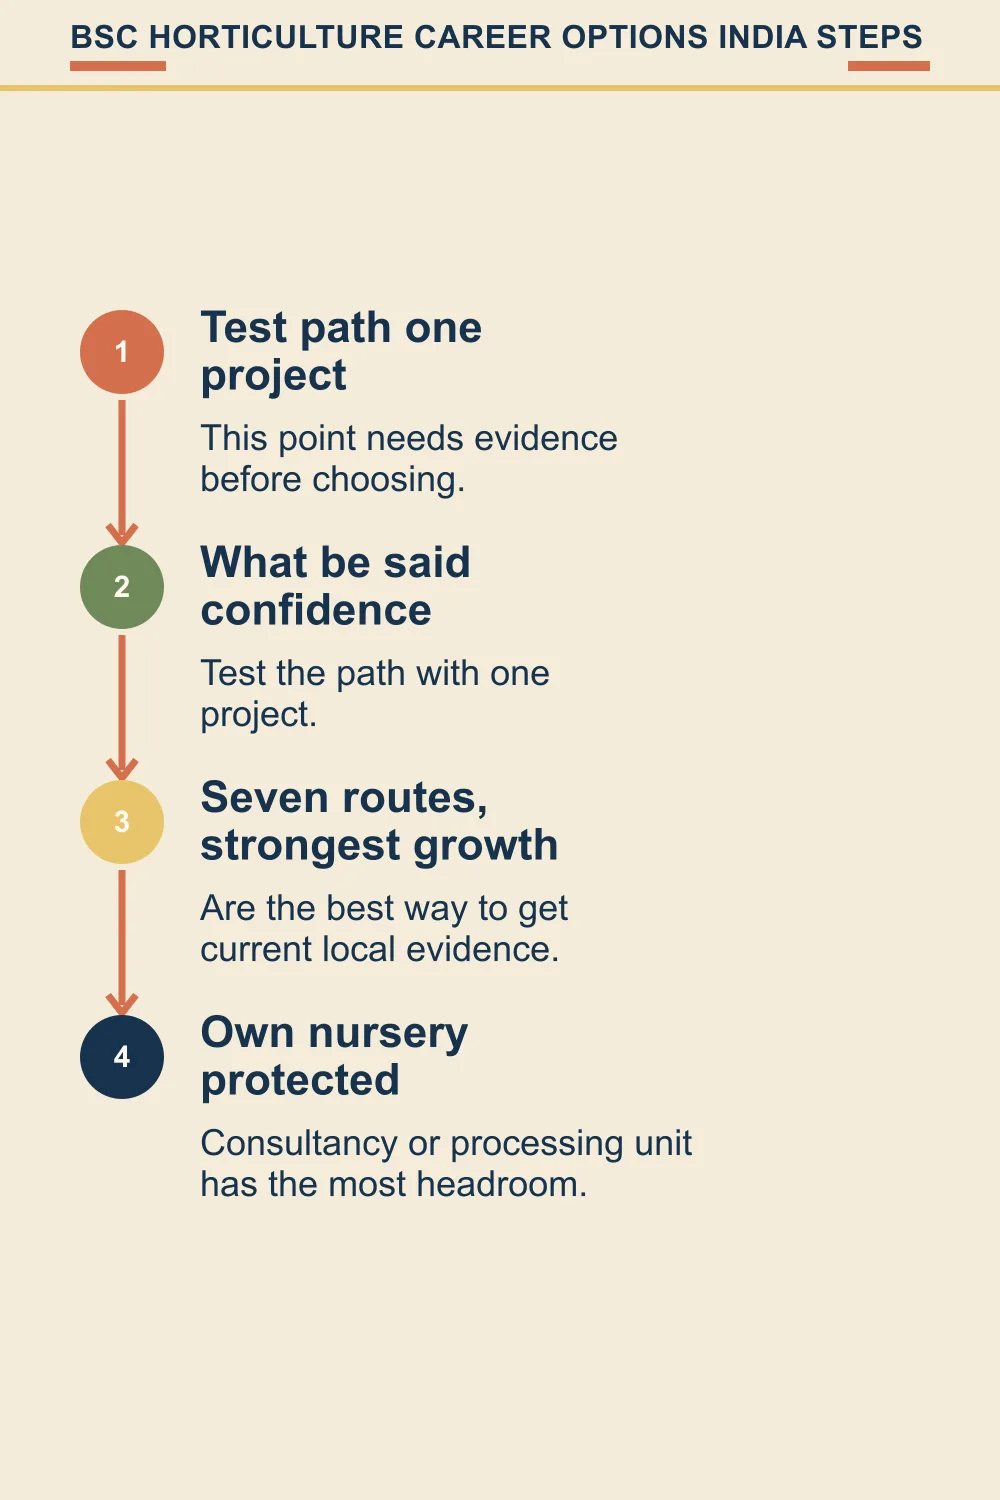 BSC HORTICULTURE CAREER OPTIONS INDIA STEPS
1
Test path one
project
This point needs evidence
before choosing.
2
What be said
confidence
Test the path with one
project.
3
Seven routes,
strongest growth
Are the best way to get
current local evidence.
4
Own nursery
protected
Consultancy or processing unit
has the most headroom.